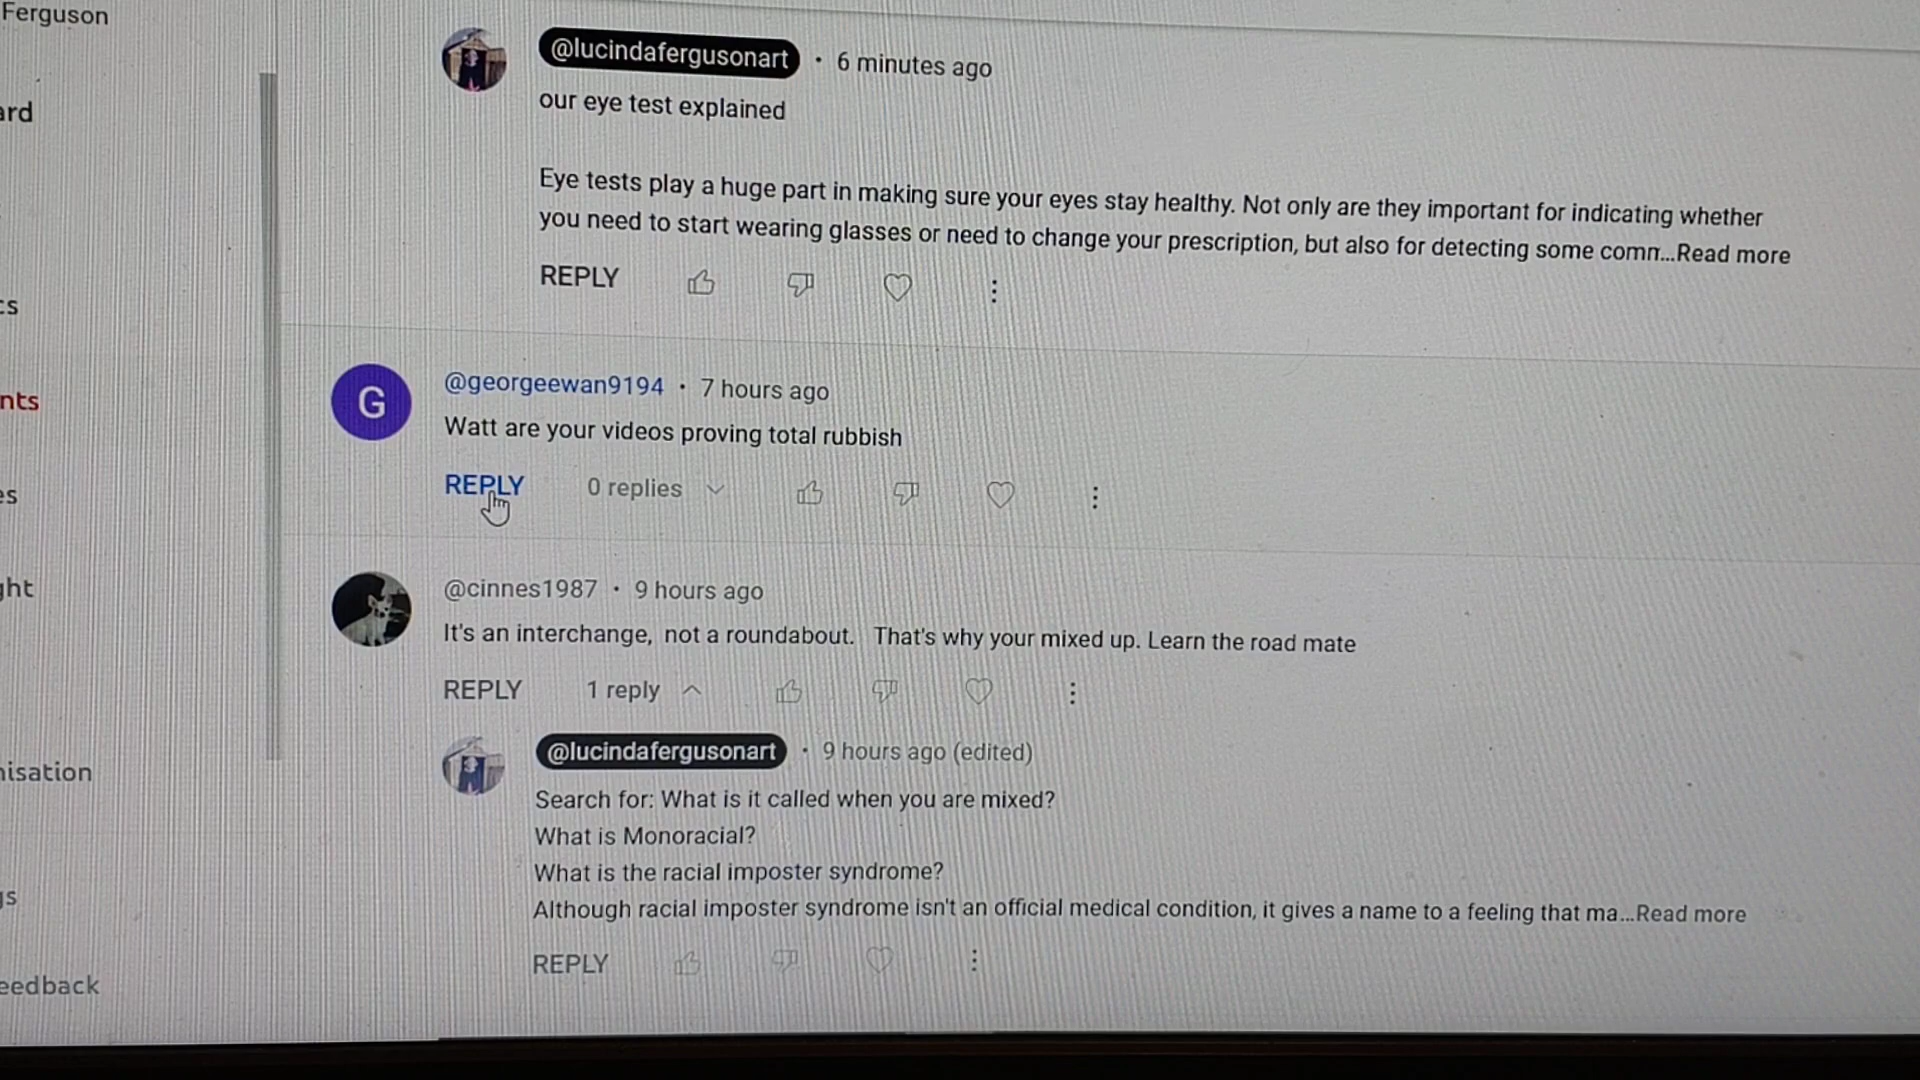 Ferguson
@lucindafergusonart · 6 minutes ago
our eye test explained
Eye tests play a huge part in making sure your eyes stay healthy. Not only are they important for indicating whether
you need to start wearing glasses or need to change your prescription, but also for detecting some comn...Read more
REPLY
G
@georgeewan9194 · 7 hours ago
Watt are your videos proving total rubbish
REPLY 0 replies
@cinnes1987 · 9 hours ago
It's an interchange, not a roundabout. That's why your mixed up. Learn the road mate
REPLY 1 reply
@lucindafergusonart · 9 hours ago (edited)
Search for: What is it called when you are mixed?
What is Monoracial?
What is the racial imposter syndrome?
Although racial imposter syndrome isn't an official medical condition, it gives a name to a feeling that ma...Read more
REPLY
ard
cs
nts
es
ght
nisation
gs
eedback